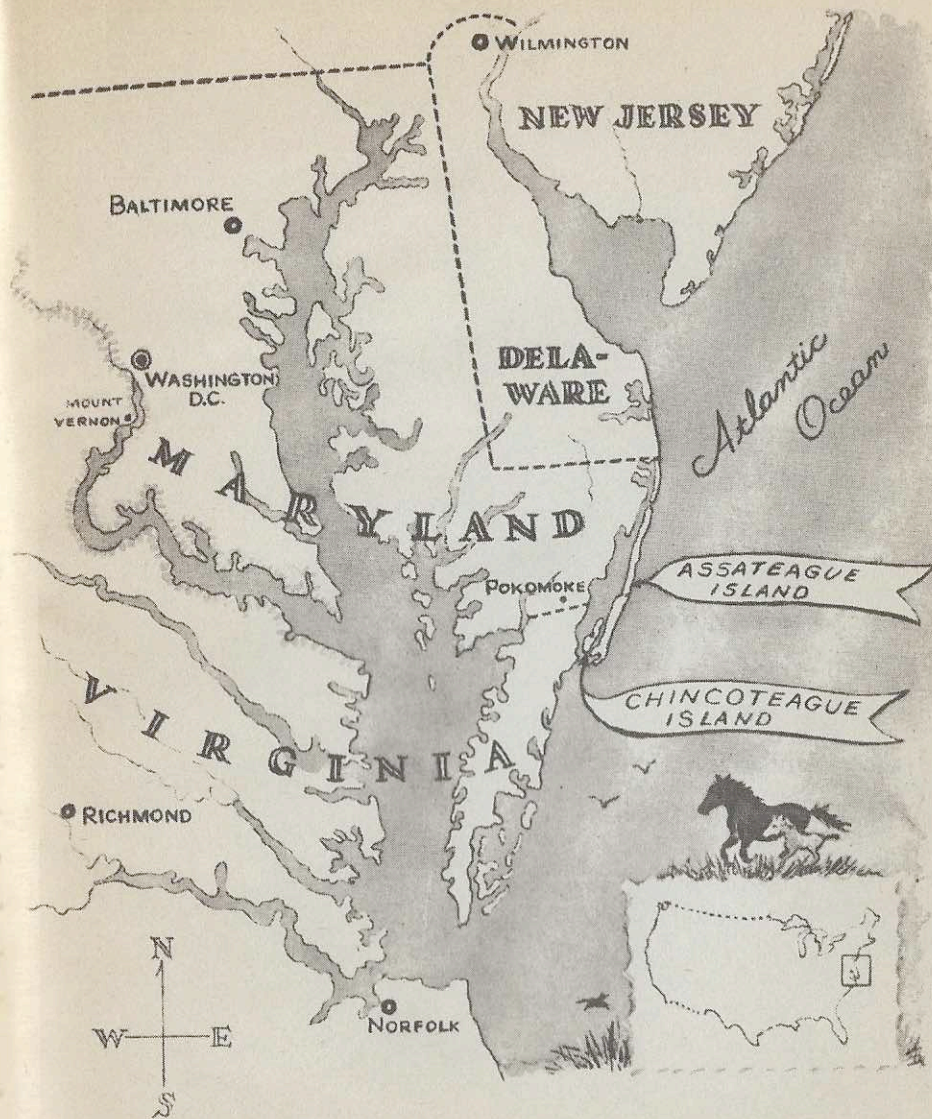 WILMINGTON
NEW JERSEY
BALTIMORE
WASHINGTON
D.C.
MOUNT
VERNON
DELA-
WARE
Atlantic
Ocean
MARYLAND
POKOMOKE
ASSATEAGUE
ISLAND
CHINCOTEAGUE
ISLAND
VIRGINIA
RICHMOND
NORFOLK
N
W E
S